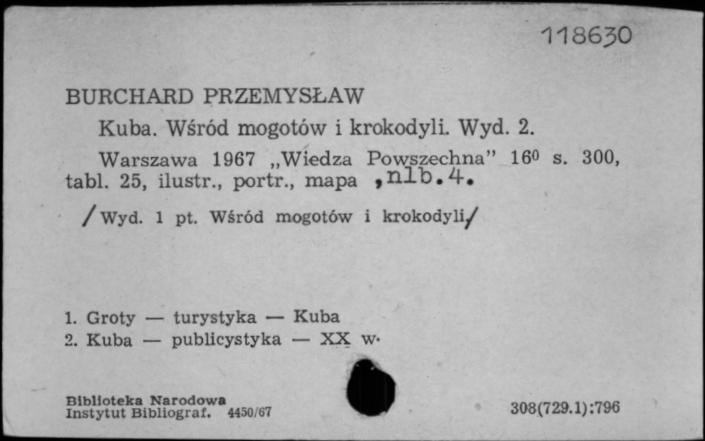 118630
BURCHARD PRZEMYSŁAW
Kuba. Wśród mogotów i krokodyli. Wyd. 2.
Warszawa 1967 „Wiedza Powszechna” 16⁰ s. 300,
tabl. 25, ilustr., portr., mapa ,nlb.4.
/Wyd. 1 pt. Wśród mogotów i krokodyli/
1. Groty — turystyka — Kuba
2. Kuba — publicystyka — XX w.
Biblioteka Narodowa
Instytut Bibliograf. 4450/67
308(729.1):796